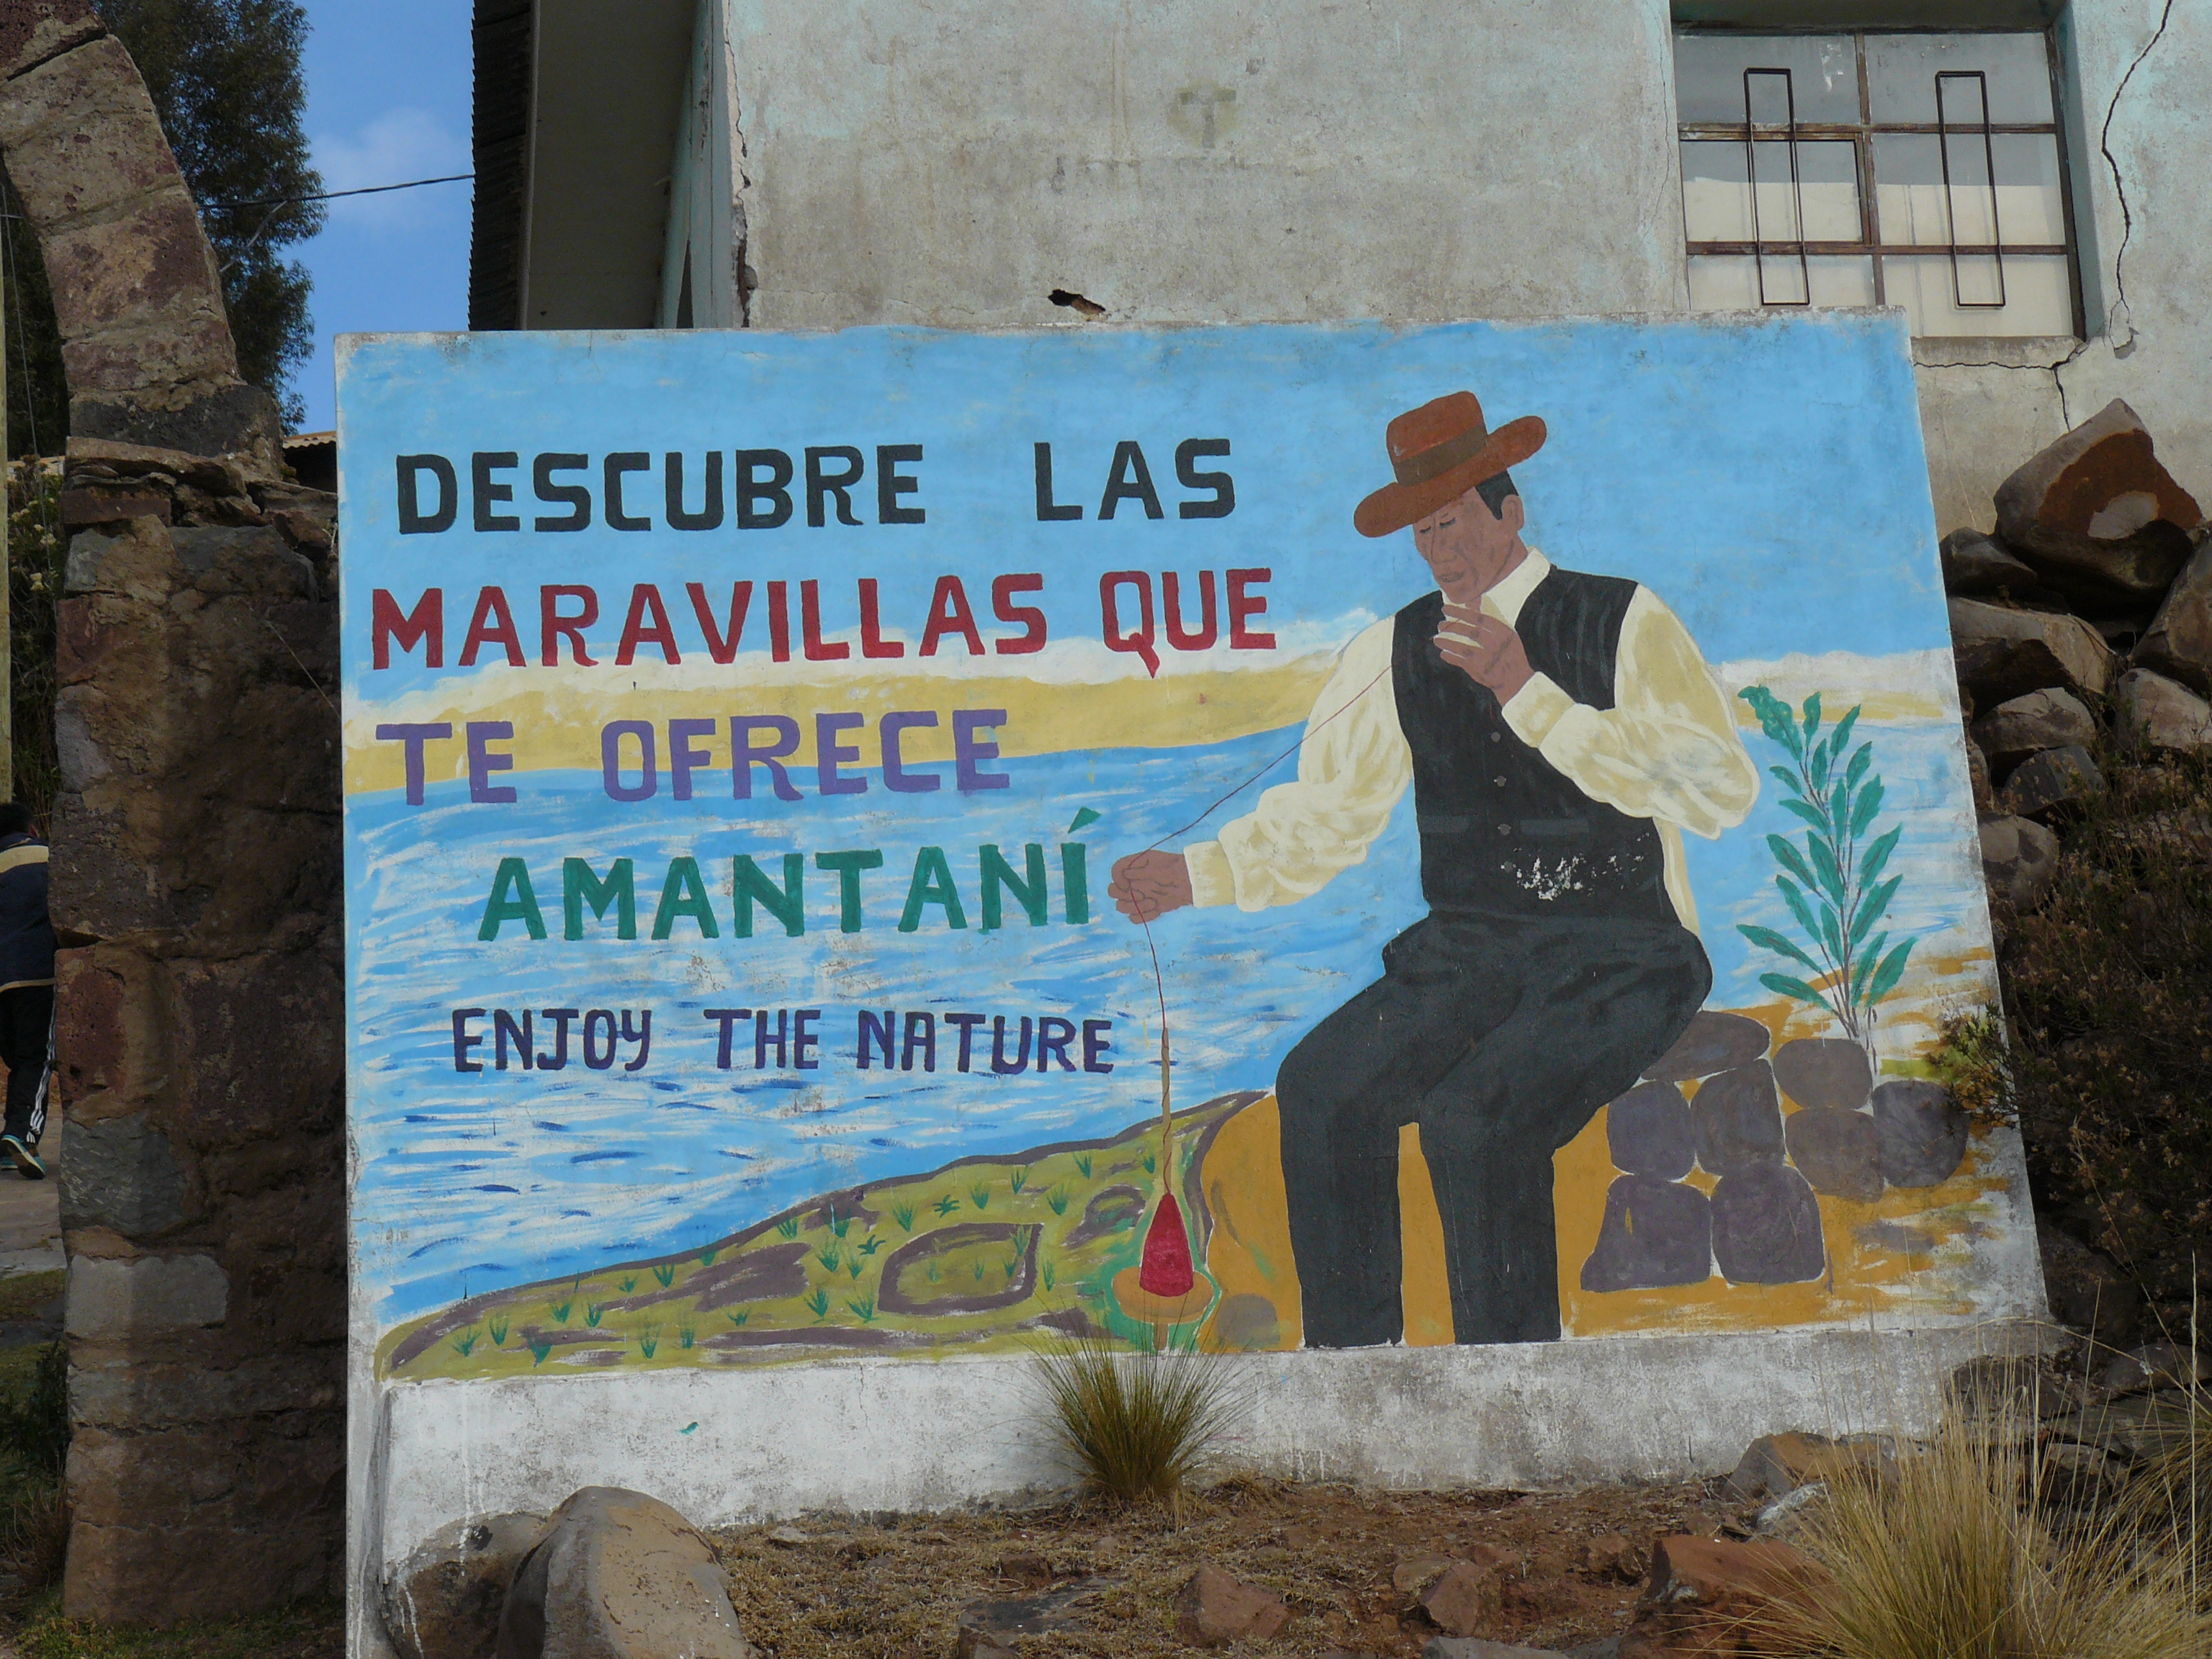 DESCUBRE LAS
MARAVILLAS QUE
TE OFRECE
AMANTANÍ
ENJOY THE NATURE